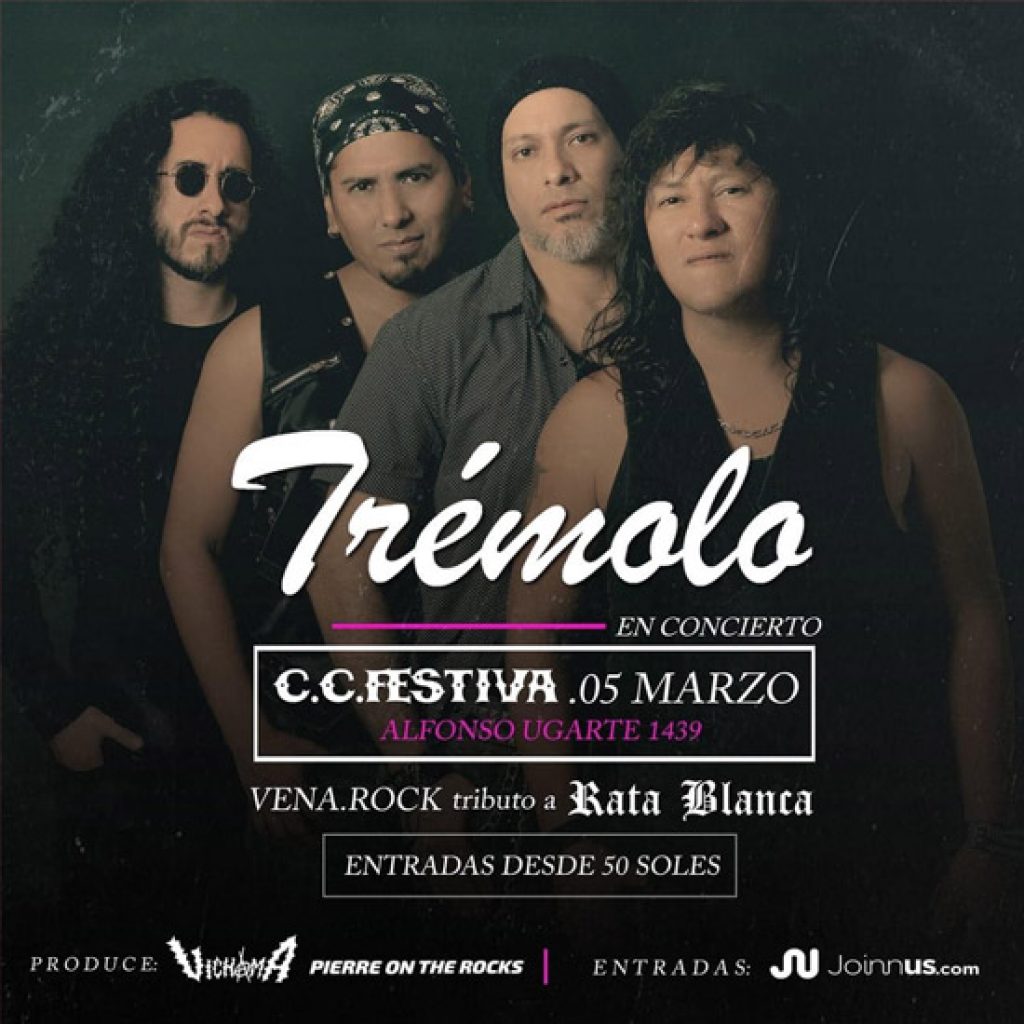 Trémolo
EN CONCIERTO
C.C.FESTIVA .05 MARZO
ALFONSO UGARTE 1439
VENA.ROCK tributo a Rata Blanca
ENTRADAS DESDE 50 SOLES
PRODUCE: VICHAMA PIERRE ON THE ROCKS | ENTRADAS: Joinnus.com